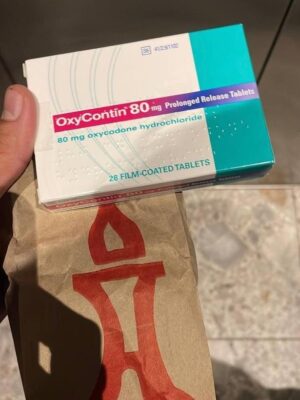 OxyContin® 80 mg Prolonged Release Tablets
80 mg oxycodone hydrochloride
28 FILM-COATED TABLETS